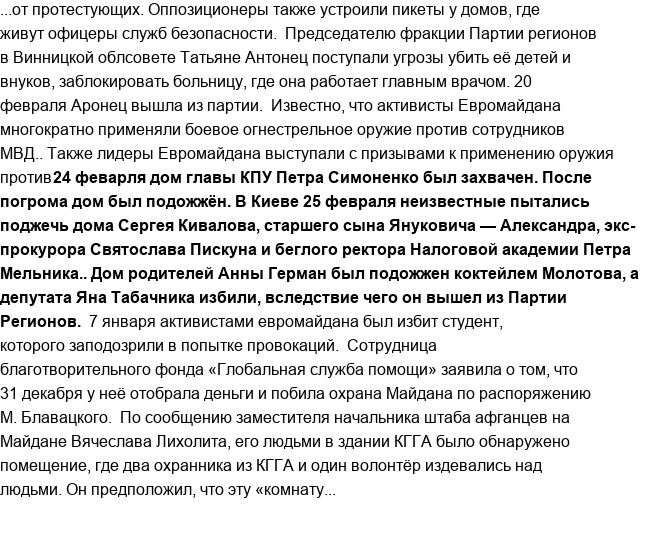 ...от протестующих. Оппозиционеры также устроили пикеты у домов, где
живут офицеры служб безопасности. Председателю фракции Партии регионов
в Винницкой облсовете Татьяне Антонец поступали угрозы убить её детей и
внуков, заблокировать больницу, где она работает главным врачом. 20
февраля Аронец вышла из партии. Известно, что активисты Евромайдана
многократно применяли боевое огнестрельное оружие против сотрудников
МВД.. Также лидеры Евромайдана выступали с призывами к применению оружия
против24 феварля дом главы КПУ Петра Симоненко был захвачен. После
погрома дом был подожжён. В Киеве 25 февраля неизвестные пытались
поджечь дома Сергея Кивалова, старшего сына Януковича — Александра, экс-
прокурора Святослава Пискуна и беглого ректора Налоговой академии Петра
Мельника.. Дом родителей Анны Герман был подожжен коктейлем Молотова, а
депутата Яна Табачника избили, вследствие чего он вышел из Партии
Регионов. 7 января активистами евромайдана был избит студент,
которого заподозрили в попытке провокаций. Сотрудница
благотворительного фонда «Глобальная служба помощи» заявила о том, что
31 декабря у неё отобрала деньги и побила охрана Майдана по распоряжению
М. Блавацкого. По сообщению заместителя начальника штаба афганцев на
Майдане Вячеслава Лихолита, его людьми в здании КГГА было обнаружено
помещение, где два охранника из КГГА и один волонтёр издевались над
людьми. Он предположил, что эту «комнату...